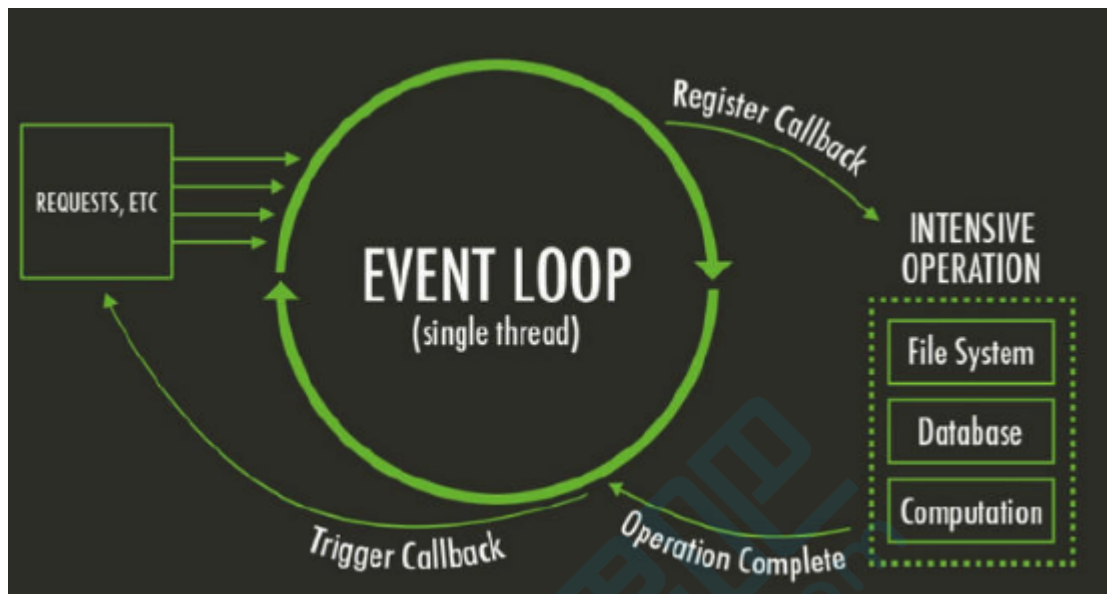 REQUESTS, ETC
EVENT LOOP
(single thread)
Register Callback
INTENSIVE
OPERATION
File System
Database
Computation
Operation Complete
Trigger Callback